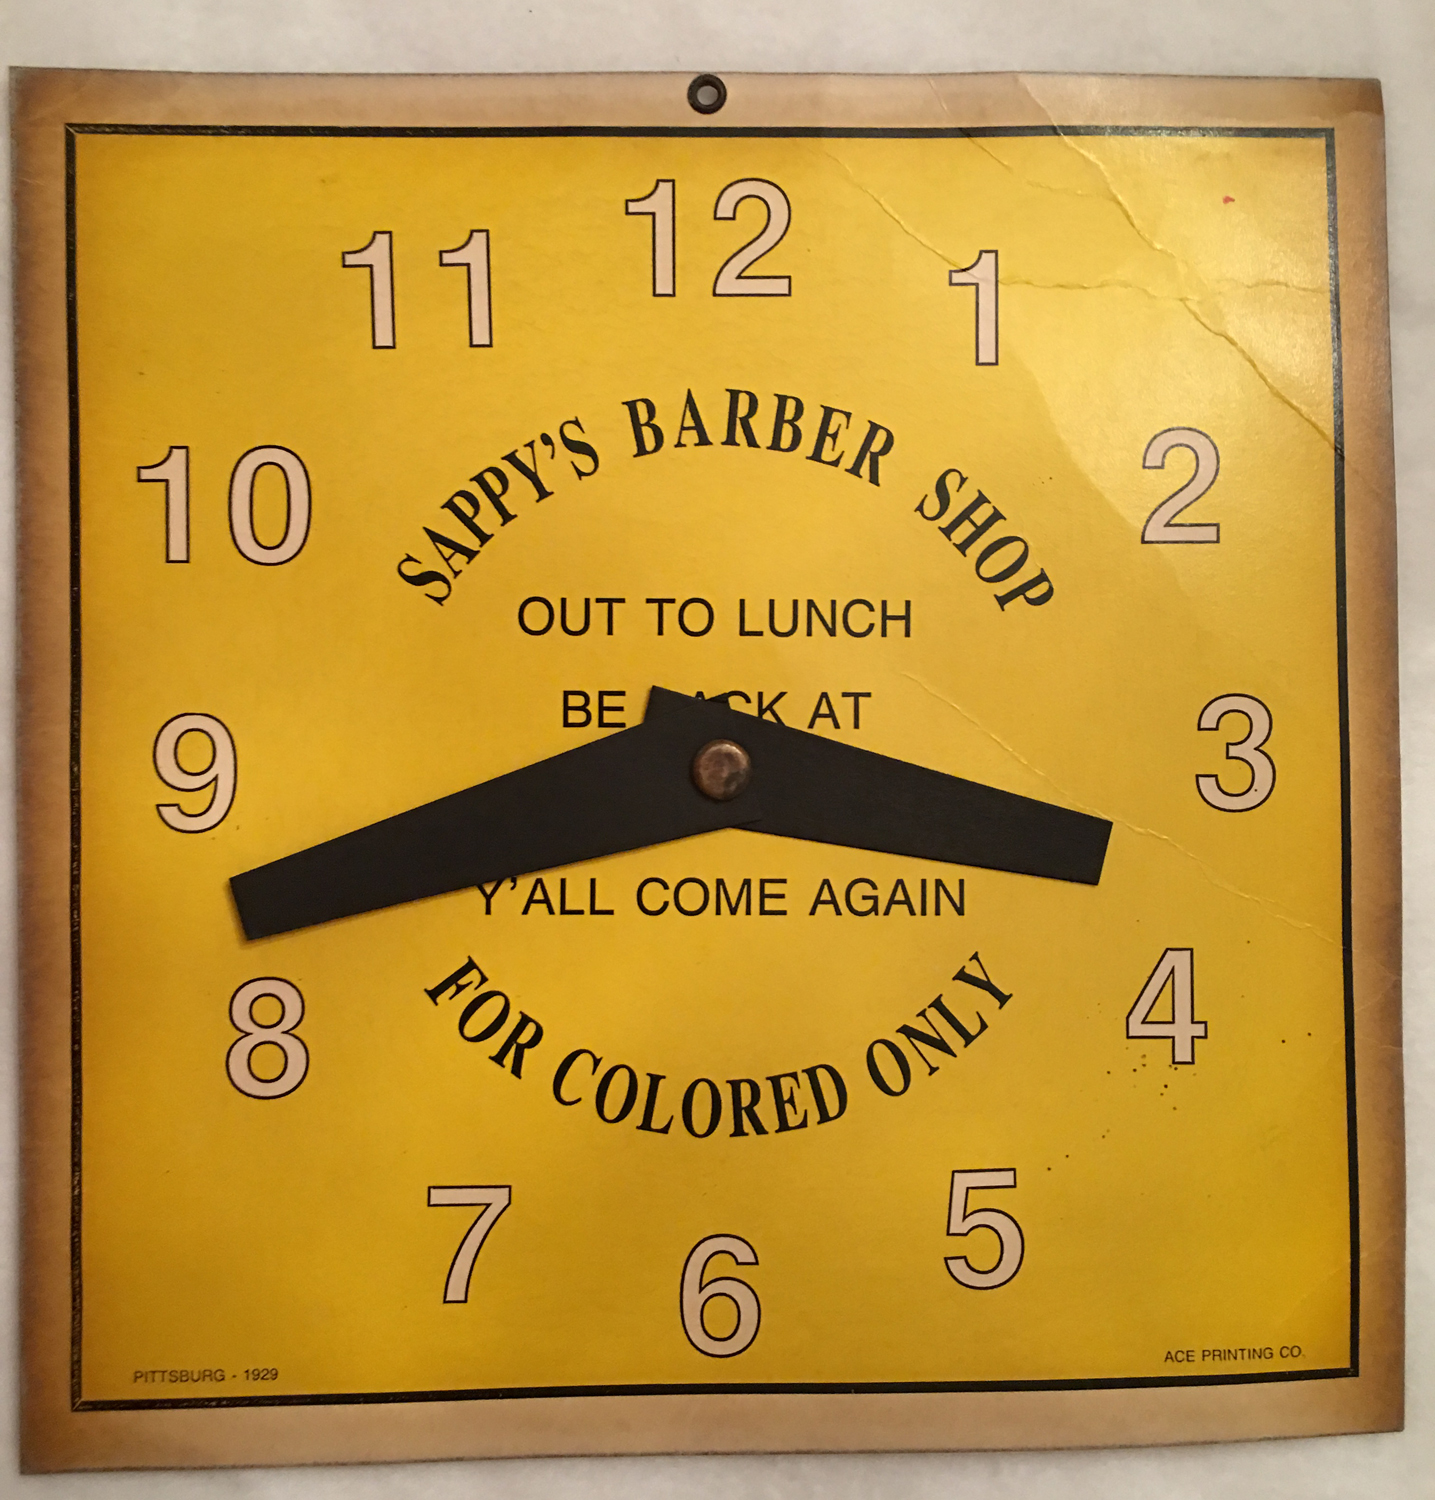 12
11
1
10
2
SAPPY'S BARBER SHOP
OUT TO LUNCH
BE BACK AT
9
3
Y'ALL COME AGAIN
8
4
FOR COLORED ONLY
7
5
6
PITTSBURG - 1929
ACE PRINTING CO.